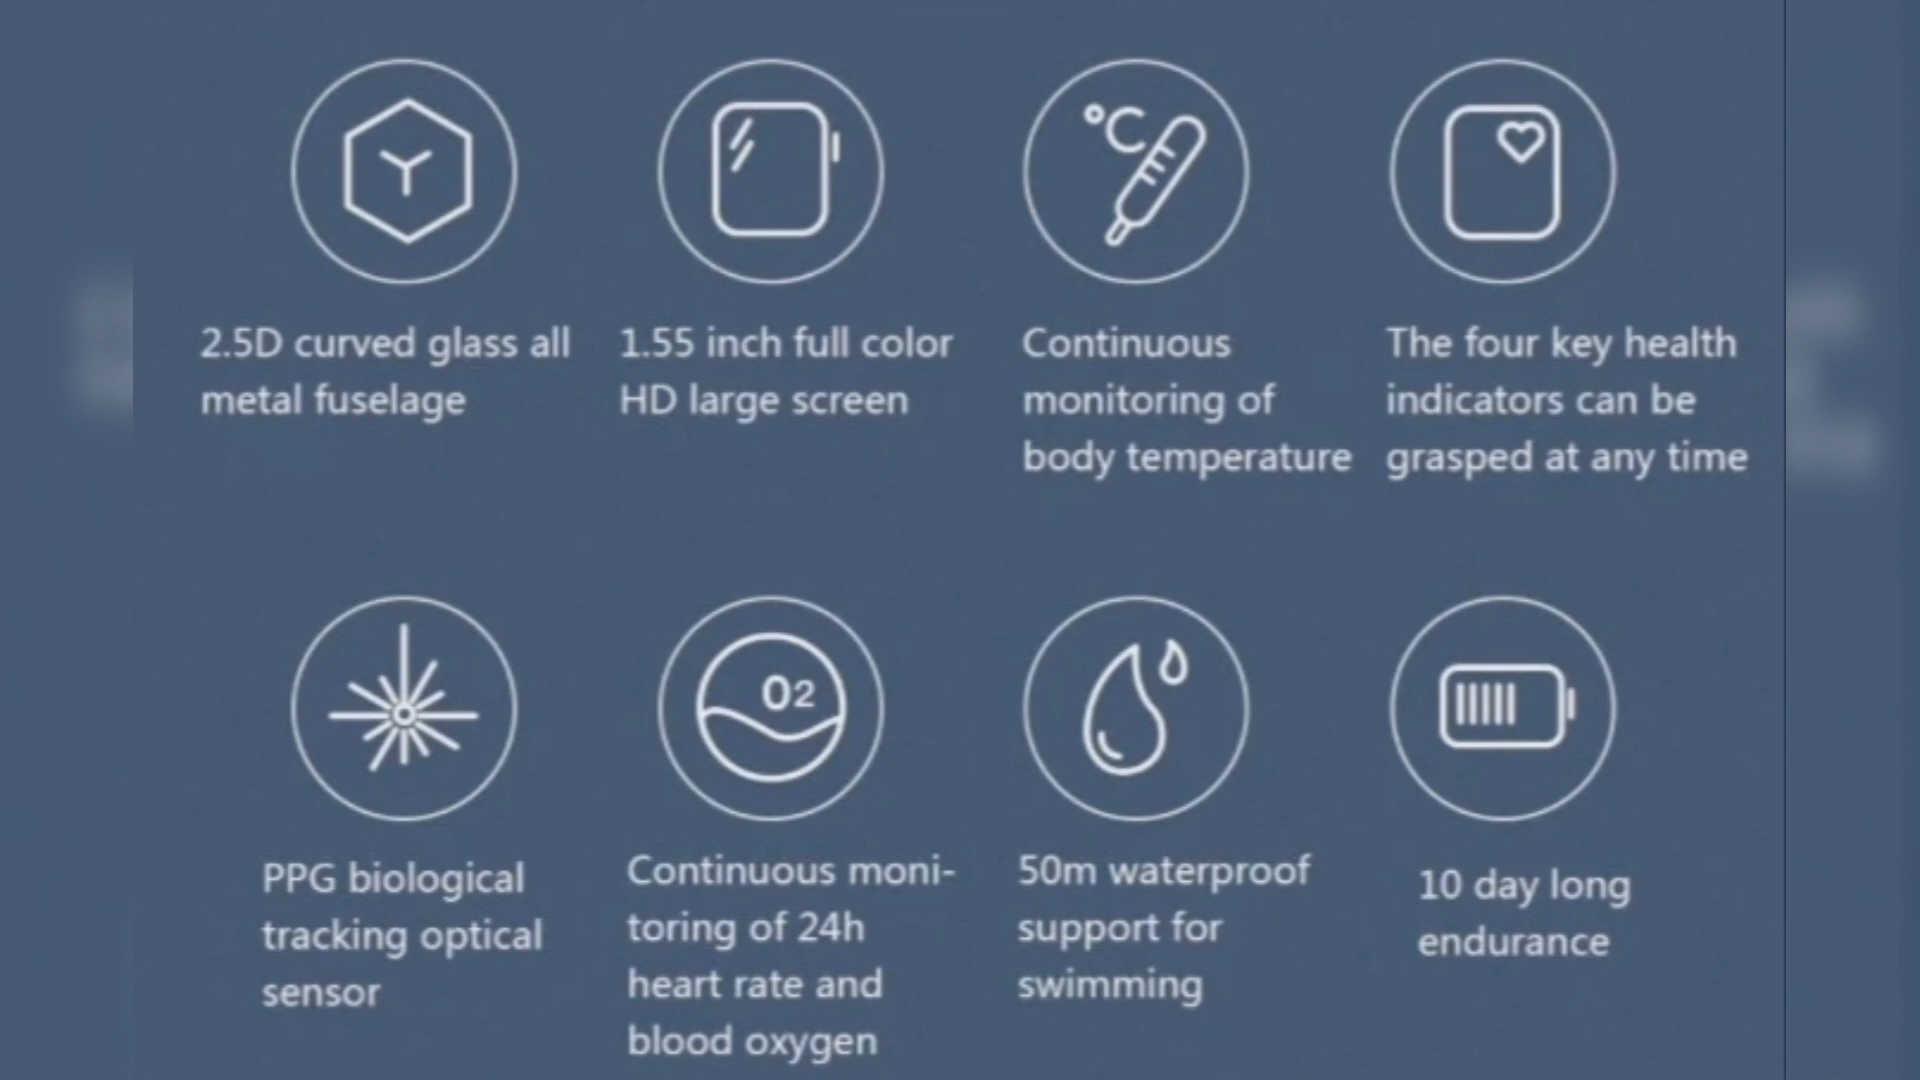 °C
2.5D curved glass all
metal fuselage
1.55 inch full color
HD large screen
Continuous
monitoring of
body temperature
The four key health
indicators can be
grasped at any time
O2
PPG biological
tracking optical
sensor
Continuous moni-
toring of 24h
heart rate and
blood oxygen
50m waterproof
support for
swimming
10 day long
endurance